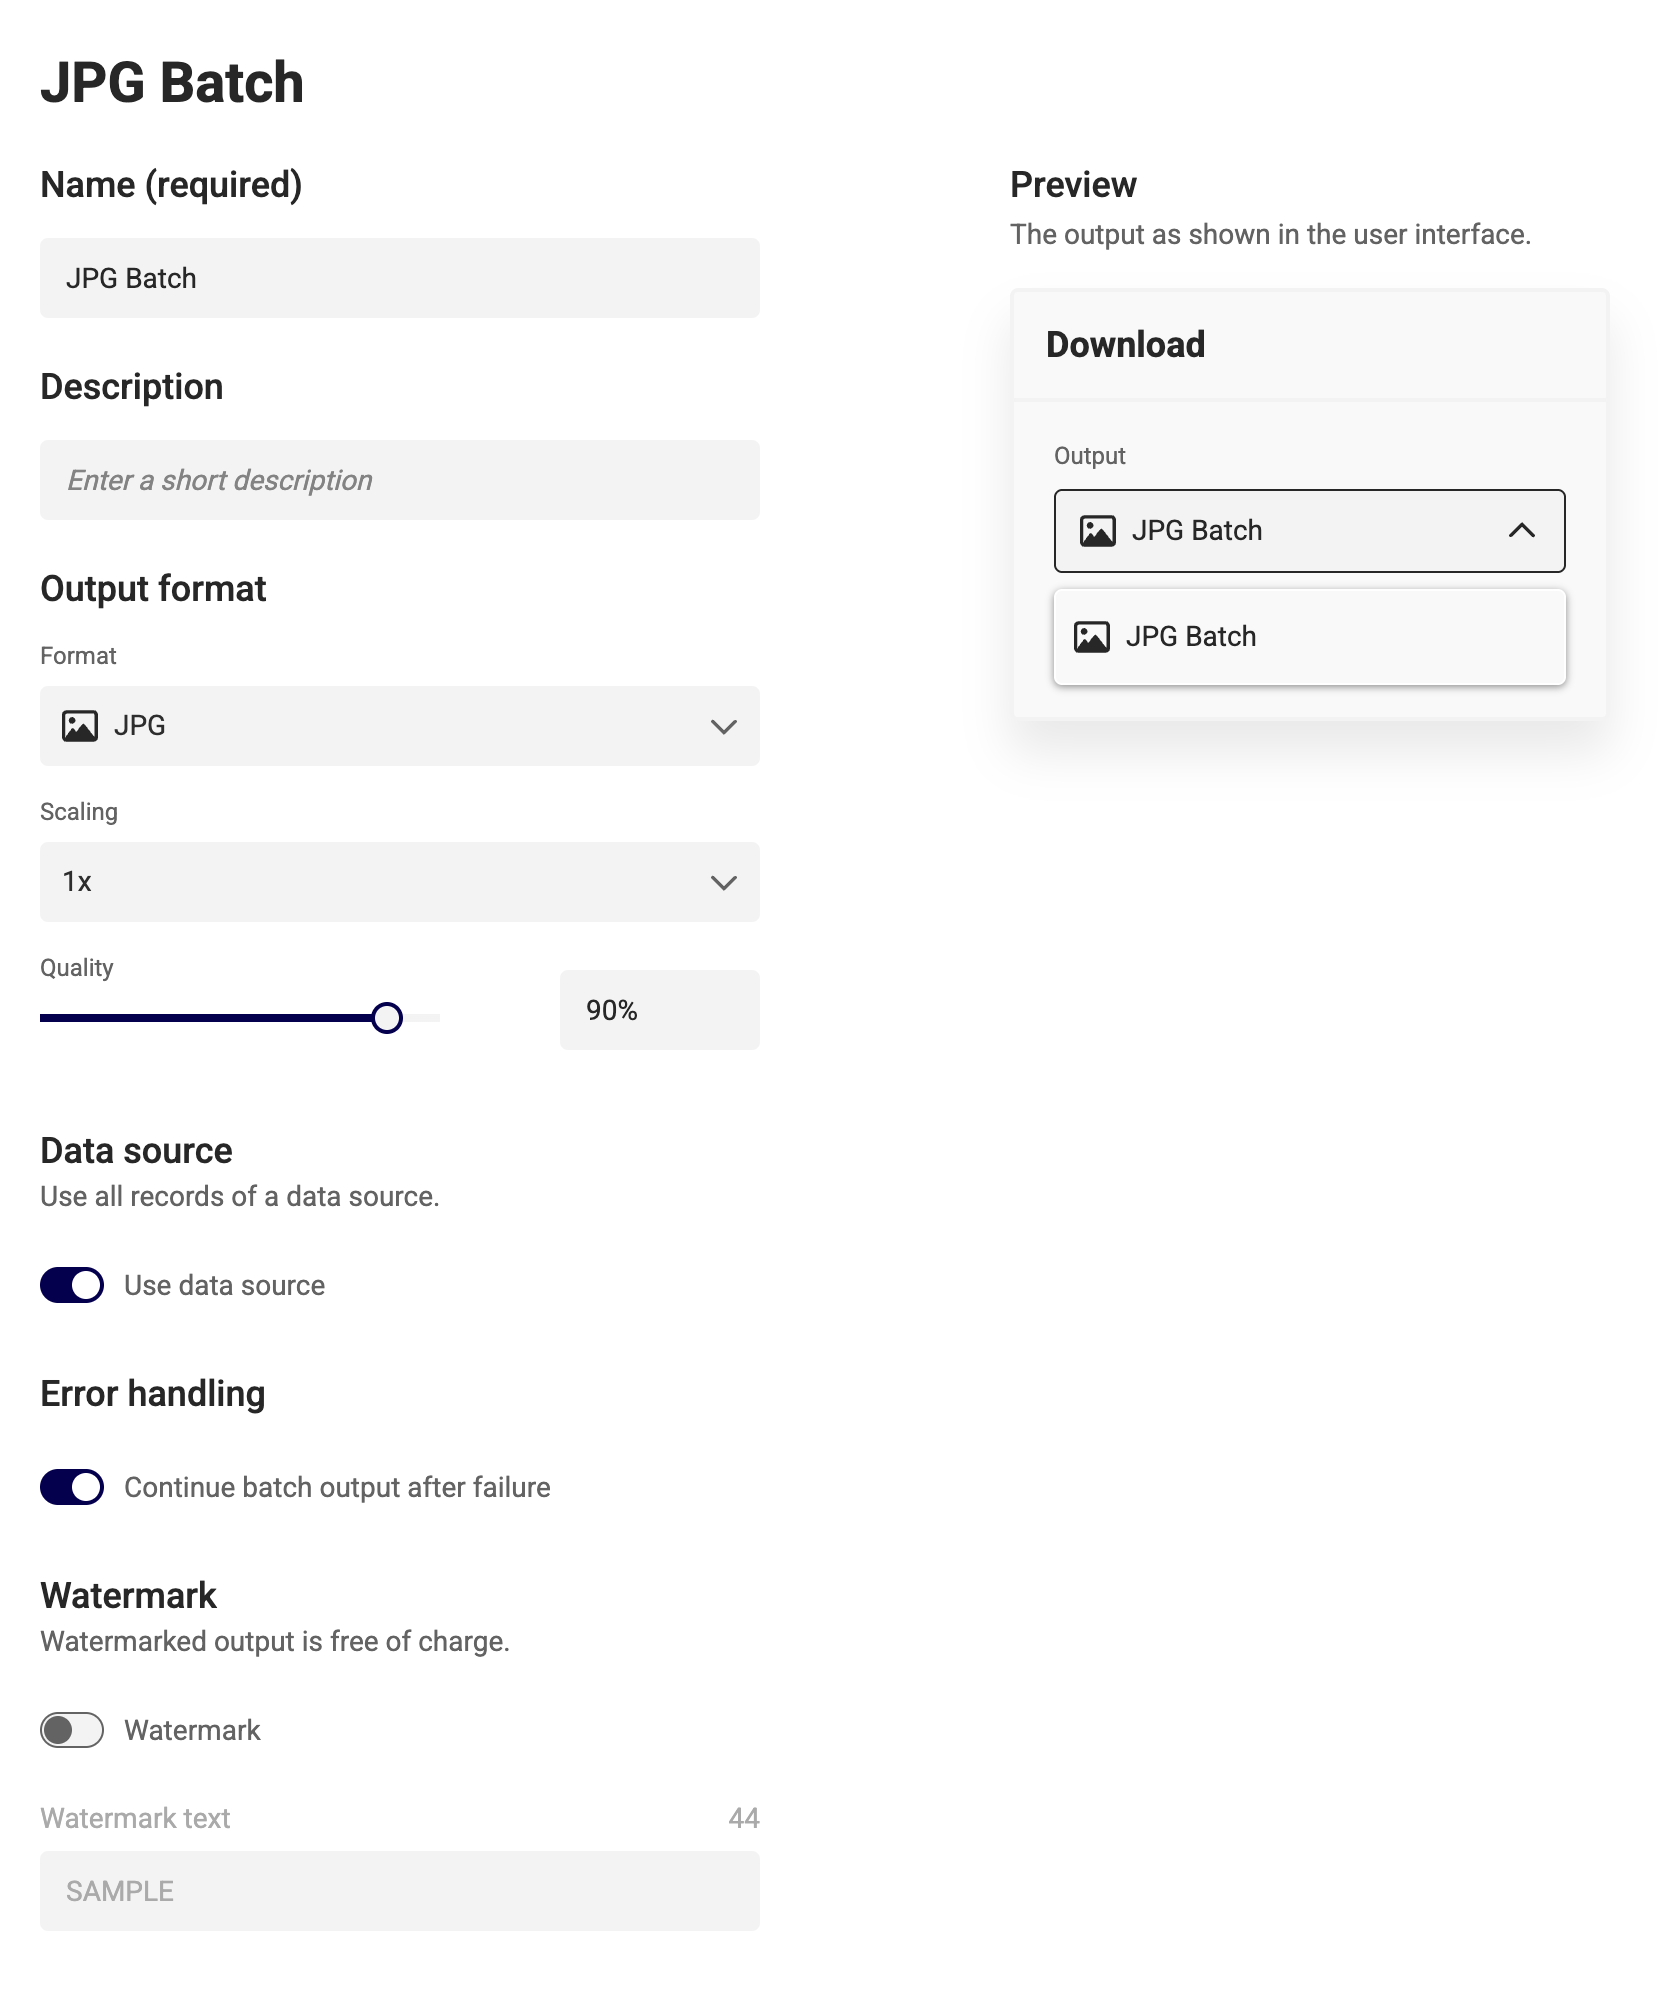 JPG Batch
Name (required)
JPG Batch
Description
Enter a short description
Output format
Format
JPG
Scaling
1x
Quality
90%
Data source
Use all records of a data source.
Use data source
Error handling
Continue batch output after failure
Watermark
Watermarked output is free of charge.
Watermark
Watermark text
44
SAMPLE
Preview
The output as shown in the user interface.
Download
Output
JPG Batch
JPG Batch